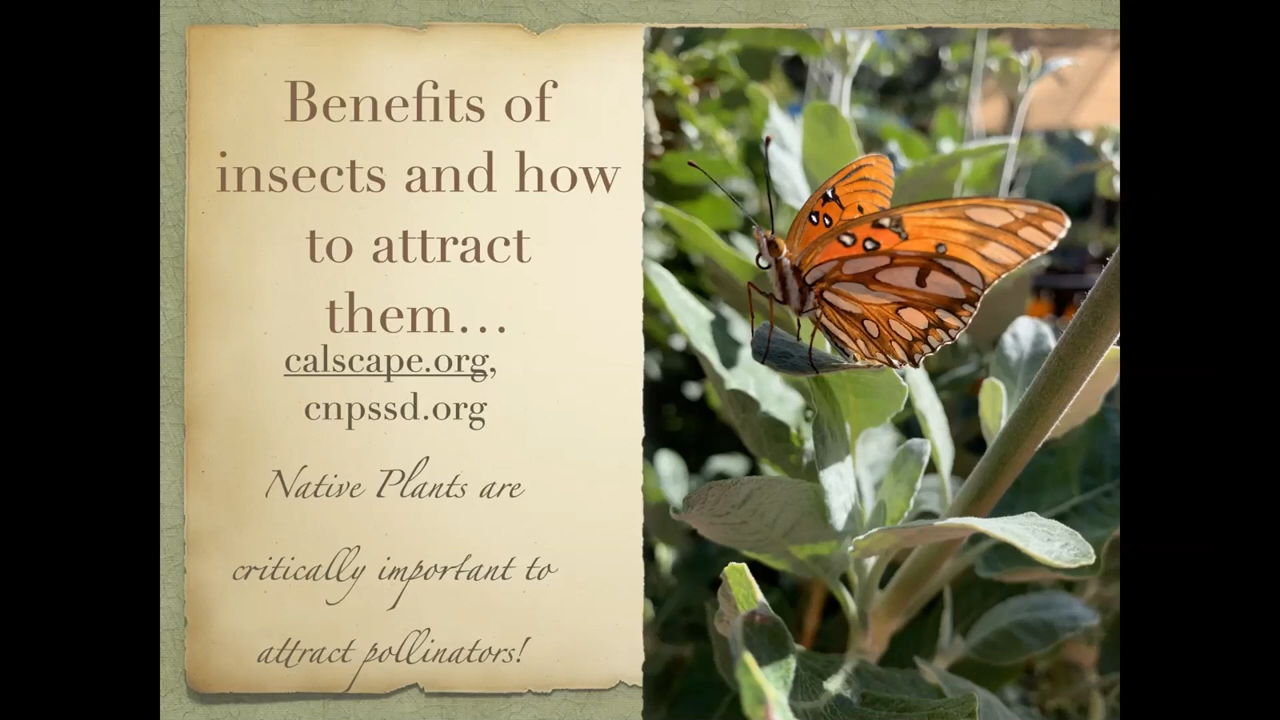 Benefits of
insects and how
to attract
them...
calscape.org,
cnpssd.org
Native Plants are
critically important to
attract pollinators!